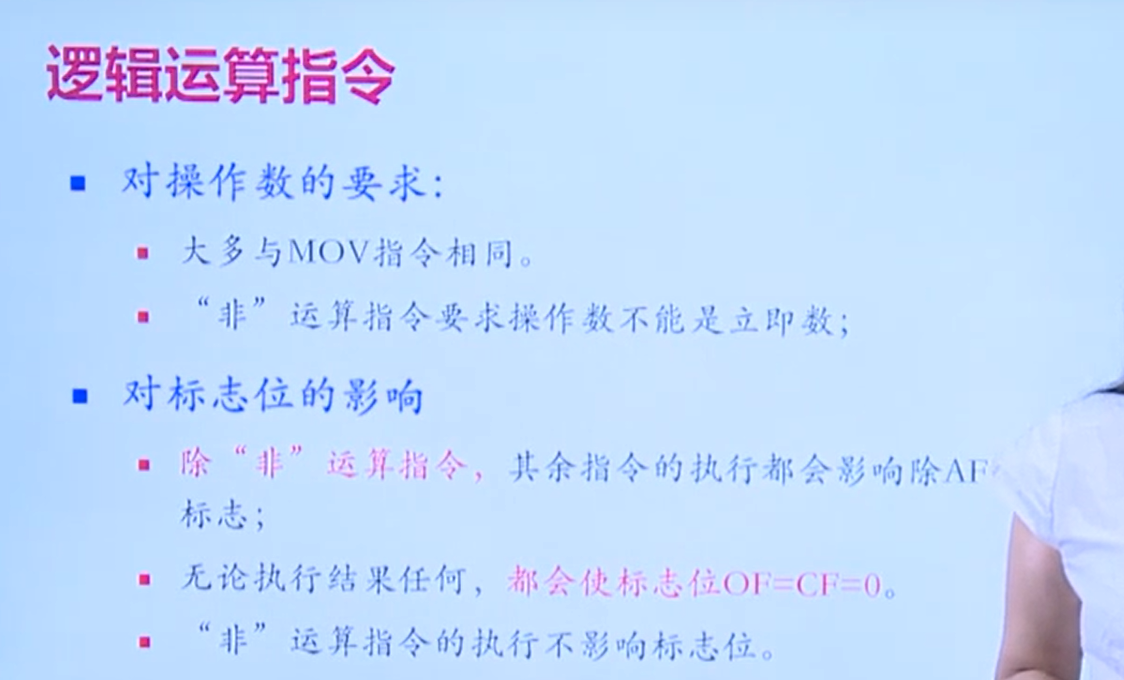 逻辑运算指令
对操作数的要求：
大多与MOV指令相同。
“非”运算指令要求操作数不能是立即数；
对标志位的影响
除“非”运算指令，其余指令的执行都会影响除AF
标志；
无论执行结果任何，都会使标志位OF=CF=0。
“非”运算指令的执行不影响标志位。